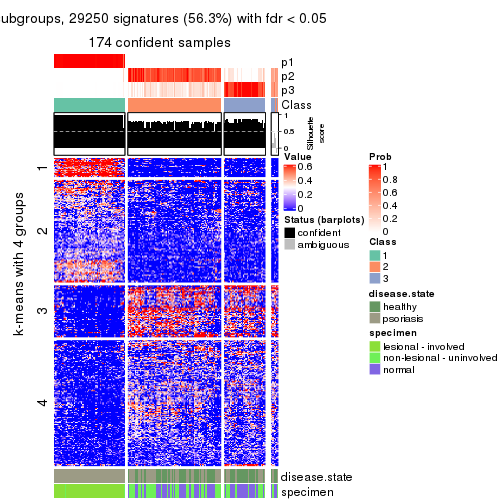 ubgroups, 29250 signatures (56.3%) with fdr < 0.05
174 confident samples
p1
p2
p3
Class
1
0.5
0
Silhouette
score
k-means with 4 groups
1
2
3
4
disease.state
specimen
Value
0.6
0.4
0.2
0
Status (barplots)
confident
ambiguous
Prob
1
0.8
0.6
0.4
0.2
0
Class
1
2
3
disease.state
healthy
psoriasis
specimen
lesional - involved
non-lesional - uninvolved
normal